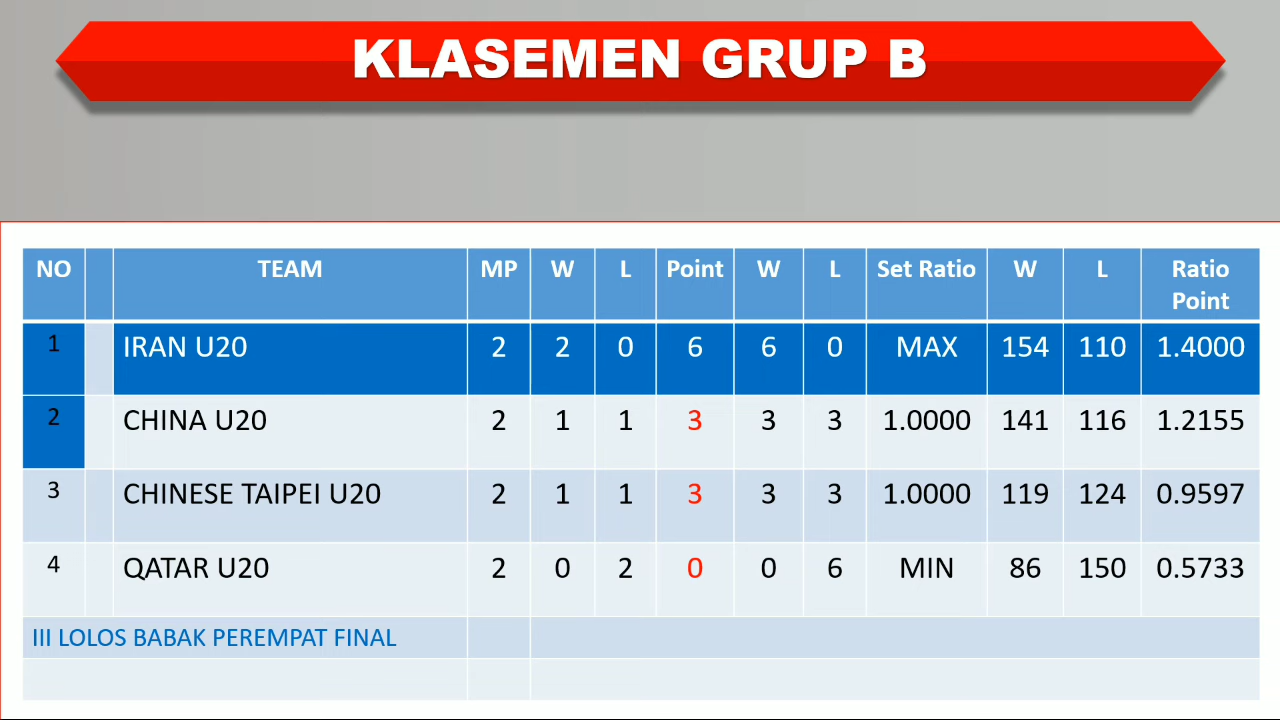 KLASEMEN GRUP B
NO TEAM MP W L Point W L Set Ratio W L Ratio Point
1 IRAN U20 2 2 0 6 6 0 MAX 154 110 1.4000
2 CHINA U20 2 1 1 3 3 3 1.0000 141 116 1.2155
3 CHINESE TAIPEI U20 2 1 1 3 3 3 1.0000 119 124 0.9597
4 QATAR U20 2 0 2 0 0 6 MIN 86 150 0.5733
III LOLOS BABAK PEREMPAT FINAL